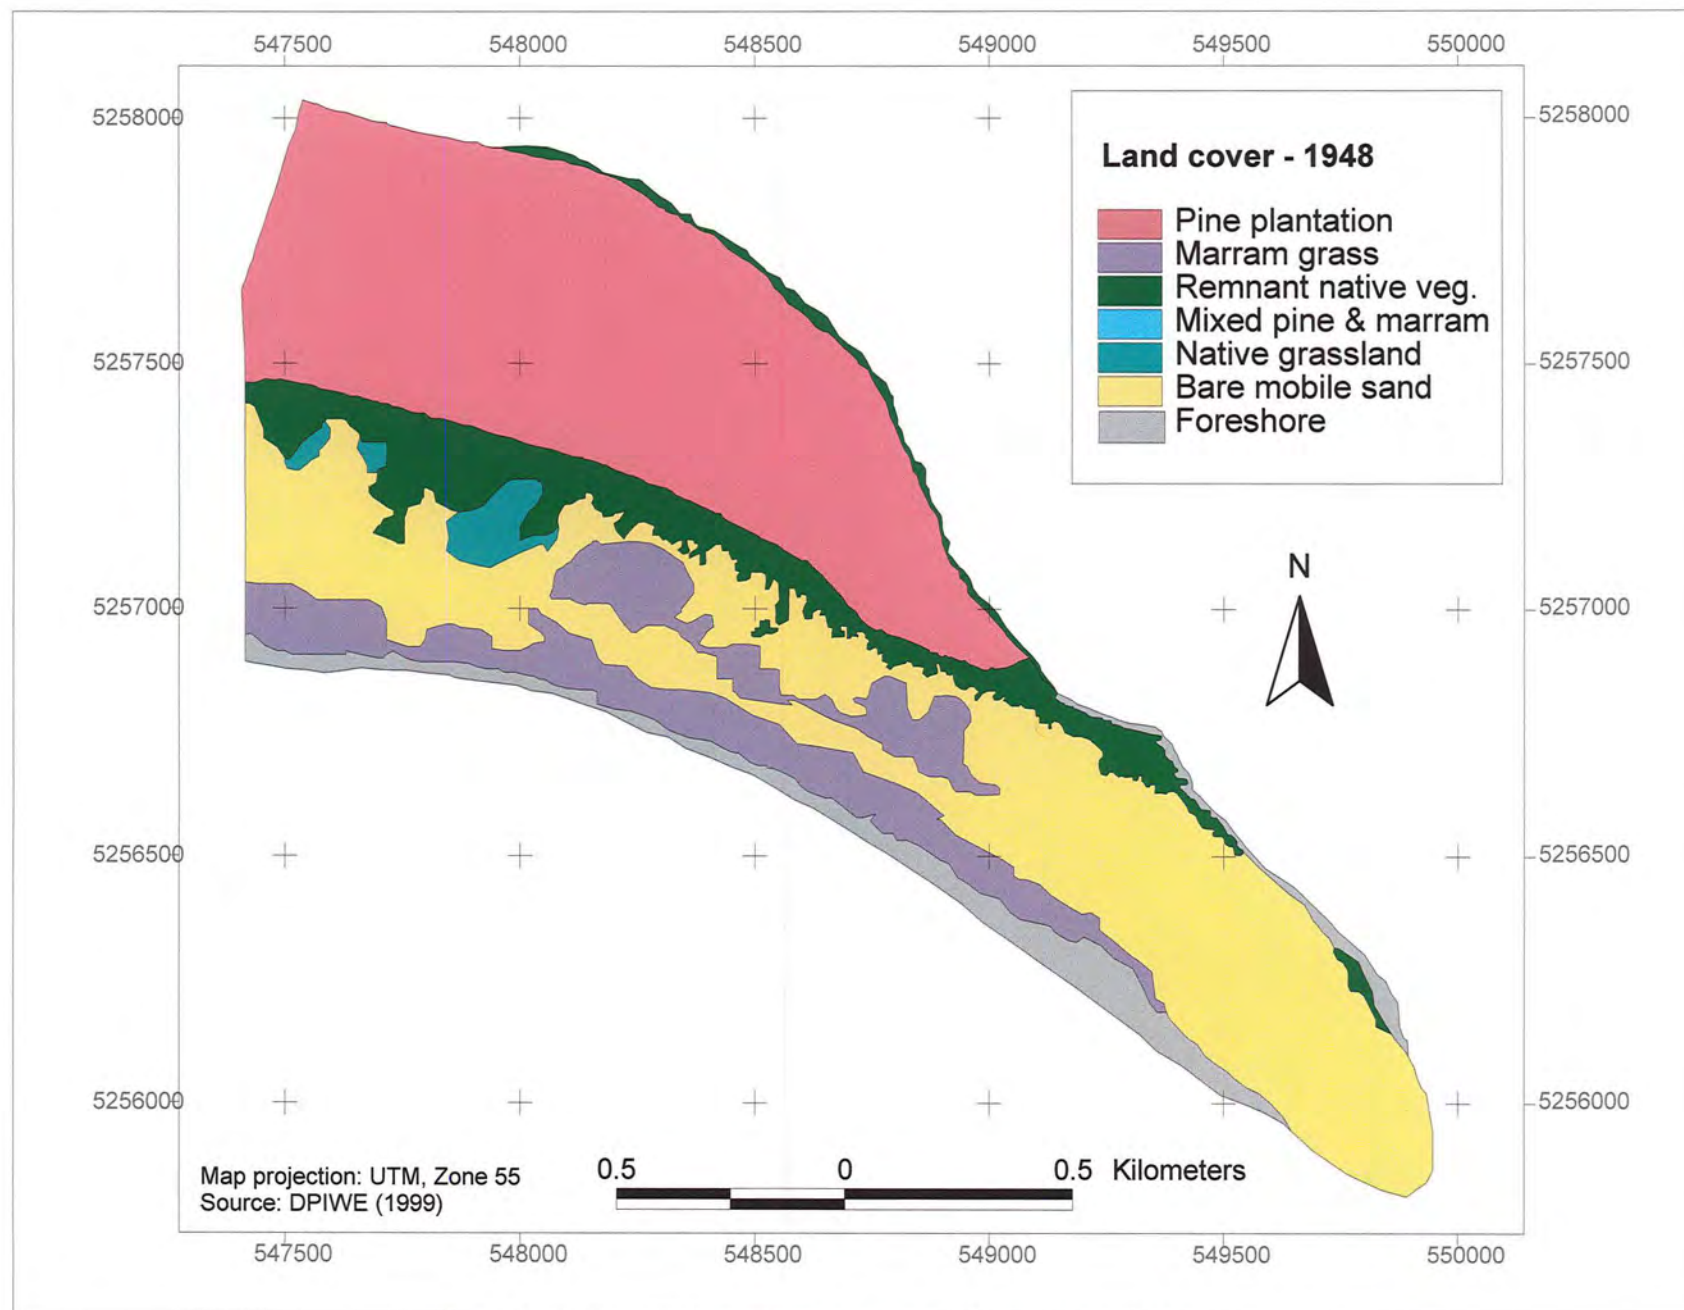 547500 548000 548500 549000 549500 550000
5258000 5258000
Land cover - 1948
Pine plantation
Marram grass
Remnant native veg.
Mixed pine & marram
Native grassland
Bare mobile sand
Foreshore
5257500 5257500
N
5257000 5257000
5256500 5256500
5256000 5256000
Map projection: UTM, Zone 55
Source: DPIWE (1999)
0.5 0 0.5 Kilometers
547500 548000 548500 549000 549500 550000